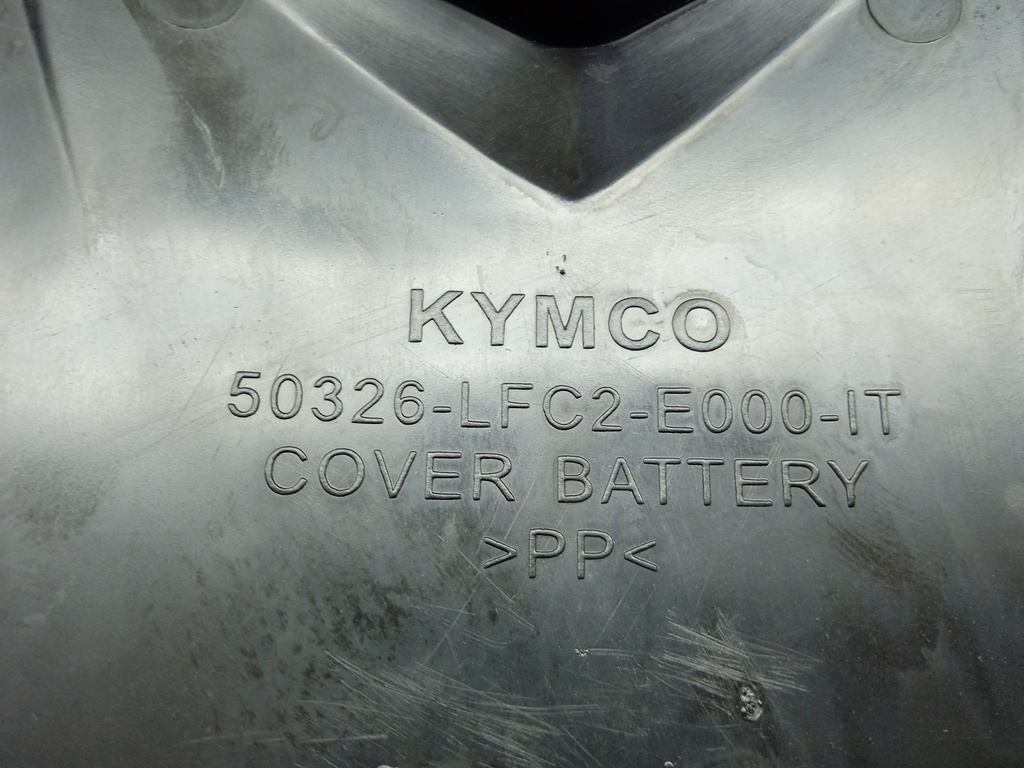 KYMCO
50326-LFC2-E000-IT
COVER BATTERY
>PP<